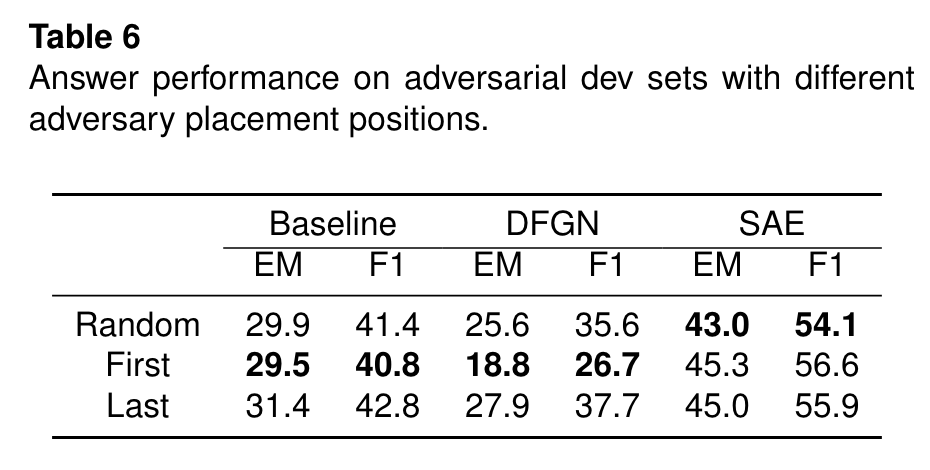 Table 6
Answer performance on adversarial dev sets with different
adversary placement positions.
Baseline DFGN SAE
EM F1 EM F1 EM F1
Random 29.9 41.4 25.6 35.6 43.0 54.1
First 29.5 40.8 18.8 26.7 45.3 56.6
Last 31.4 42.8 27.9 37.7 45.0 55.9